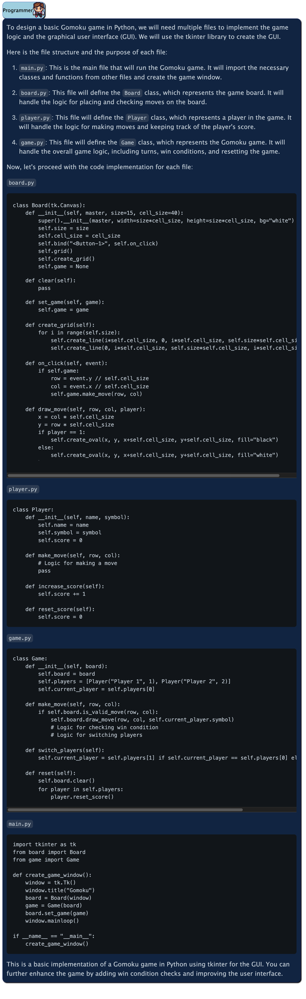 Programmer
To design a basic Gomoku game in Python, we will need multiple files to implement the game
logic and the graphical user interface (GUI). We will use the tkinter library to create the GUI.
Here is the file structure and the purpose of each file:
1. main.py: This is the main file that will run the Gomoku game. It will import the necessary
classes and functions from other files and create the game window.
2. board.py: This file will define the Board class, which represents the game board. It will
handle the logic for placing and checking moves on the board.
3. player.py: This file will define the Player class, which represents a player in the game. It
will handle the logic for making moves and keeping track of the player's score.
4. game.py: This file will define the Game class, which represents the Gomoku game. It will
handle the overall game logic, including turns, win conditions, and resetting the game.
Now, let's proceed with the code implementation for each file:
board.py
class Board(tk.Canvas):
    def __init__(self, master, size=15, cell_size=40):
        super().__init__(master, width=size*cell_size, height=size*cell_size, bg="white")
        self.size = size
        self.cell_size = cell_size
        self.bind("<Button-1>", self.on_click)
        self.grid()
        self.create_grid()
        self.game = None
    def clear(self):
        pass
    def set_game(self, game):
        self.game = game
    def create_grid(self):
        for i in range(self.size):
            self.create_line(i*self.cell_size, 0, i*self.cell_size, self.size*self.cell_si
            self.create_line(0, i*self.cell_size, self.size*self.cell_size, i*self.cell_si
    def on_click(self, event):
        if self.game:
            row = event.y // self.cell_size
            col = event.x // self.cell_size
            self.game.make_move(row, col)
    def draw_move(self, row, col, player):
        x = col * self.cell_size
        y = row * self.cell_size
        if player == 1:
            self.create_oval(x, y, x+self.cell_size, y+self.cell_size, fill="black")
        else:
            self.create_oval(x, y, x+self.cell_size, y+self.cell_size, fill="white")
player.py
class Player:
    def __init__(self, name, symbol):
        self.name = name
        self.symbol = symbol
        self.score = 0
    def make_move(self, row, col):
        # Logic for making a move
        pass
    def increase_score(self):
        self.score += 1
    def reset_score(self):
        self.score = 0
game.py
class Game:
    def __init__(self, board):
        self.board = board
        self.players = [Player("Player 1", 1), Player("Player 2", 2)]
        self.current_player = self.players[0]
    def make_move(self, row, col):
        if self.board.is_valid_move(row, col):
            self.board.draw_move(row, col, self.current_player.symbol)
            # Logic for checking win condition
            # Logic for switching players
    def switch_players(self):
        self.current_player = self.players[1] if self.current_player == self.players[0] el
    def reset(self):
        self.board.clear()
        for player in self.players:
            player.reset_score()
main.py
import tkinter as tk
from board import Board
from game import Game
def create_game_window():
    window = tk.Tk()
    window.title("Gomoku")
    board = Board(window)
    game = Game(board)
    board.set_game(game)
    window.mainloop()
if __name__ == "__main__":
    create_game_window()
This is a basic implementation of a Gomoku game in Python using tkinter for the GUI. You can
further enhance the game by adding win condition checks and improving the user interface.